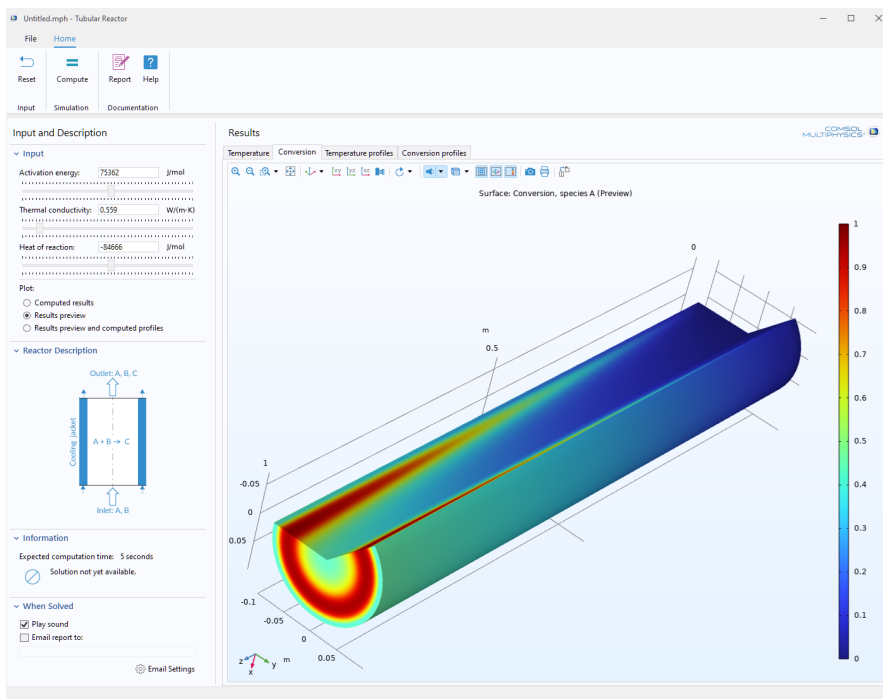 Untitled.mph - Tubular Reactor
File Home
Reset Compute Report Help
Input Simulation Documentation
Input and Description
Input
Activation energy: 75362 J/mol
Thermal conductivity: 0.559 W/(m·K)
Heat of reaction: -84666 J/mol
Plot:
Computed results
Results preview
Results preview and computed profiles
Reactor Description
Outlet: A, B, C
Cooling jacket
A + B → C
Inlet: A, B
Information
Expected computation time: 5 seconds
Solution not yet available.
When Solved
Play sound
Email report to:
Email Settings
Results
COMSOL
MULTIPHYSICS®
Temperature Conversion Temperature profiles Conversion profiles
xy yz xz
Surface: Conversion, species A (Preview)
0
m
0.5
1
-0.05
0
0.05
-0.1
-0.05
0
m
0.05
z y
x
1
0.9
0.8
0.7
0.6
0.5
0.4
0.3
0.2
0.1
0